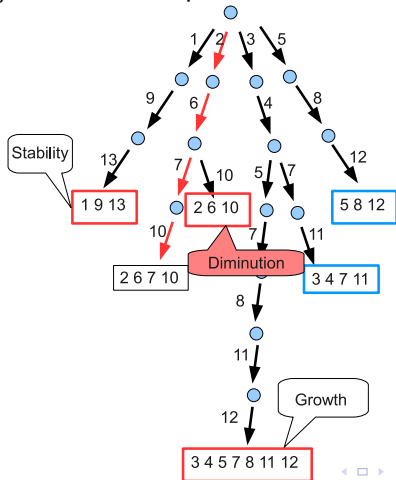 1 2 3 5
9 6 4 8
13 7 10 5 7 12
Stability
1 9 13
2 6 10
5 8 12
10 7 11
Diminution
2 6 7 10
3 4 7 11
8
11
12
Growth
3 4 5 7 8 11 12